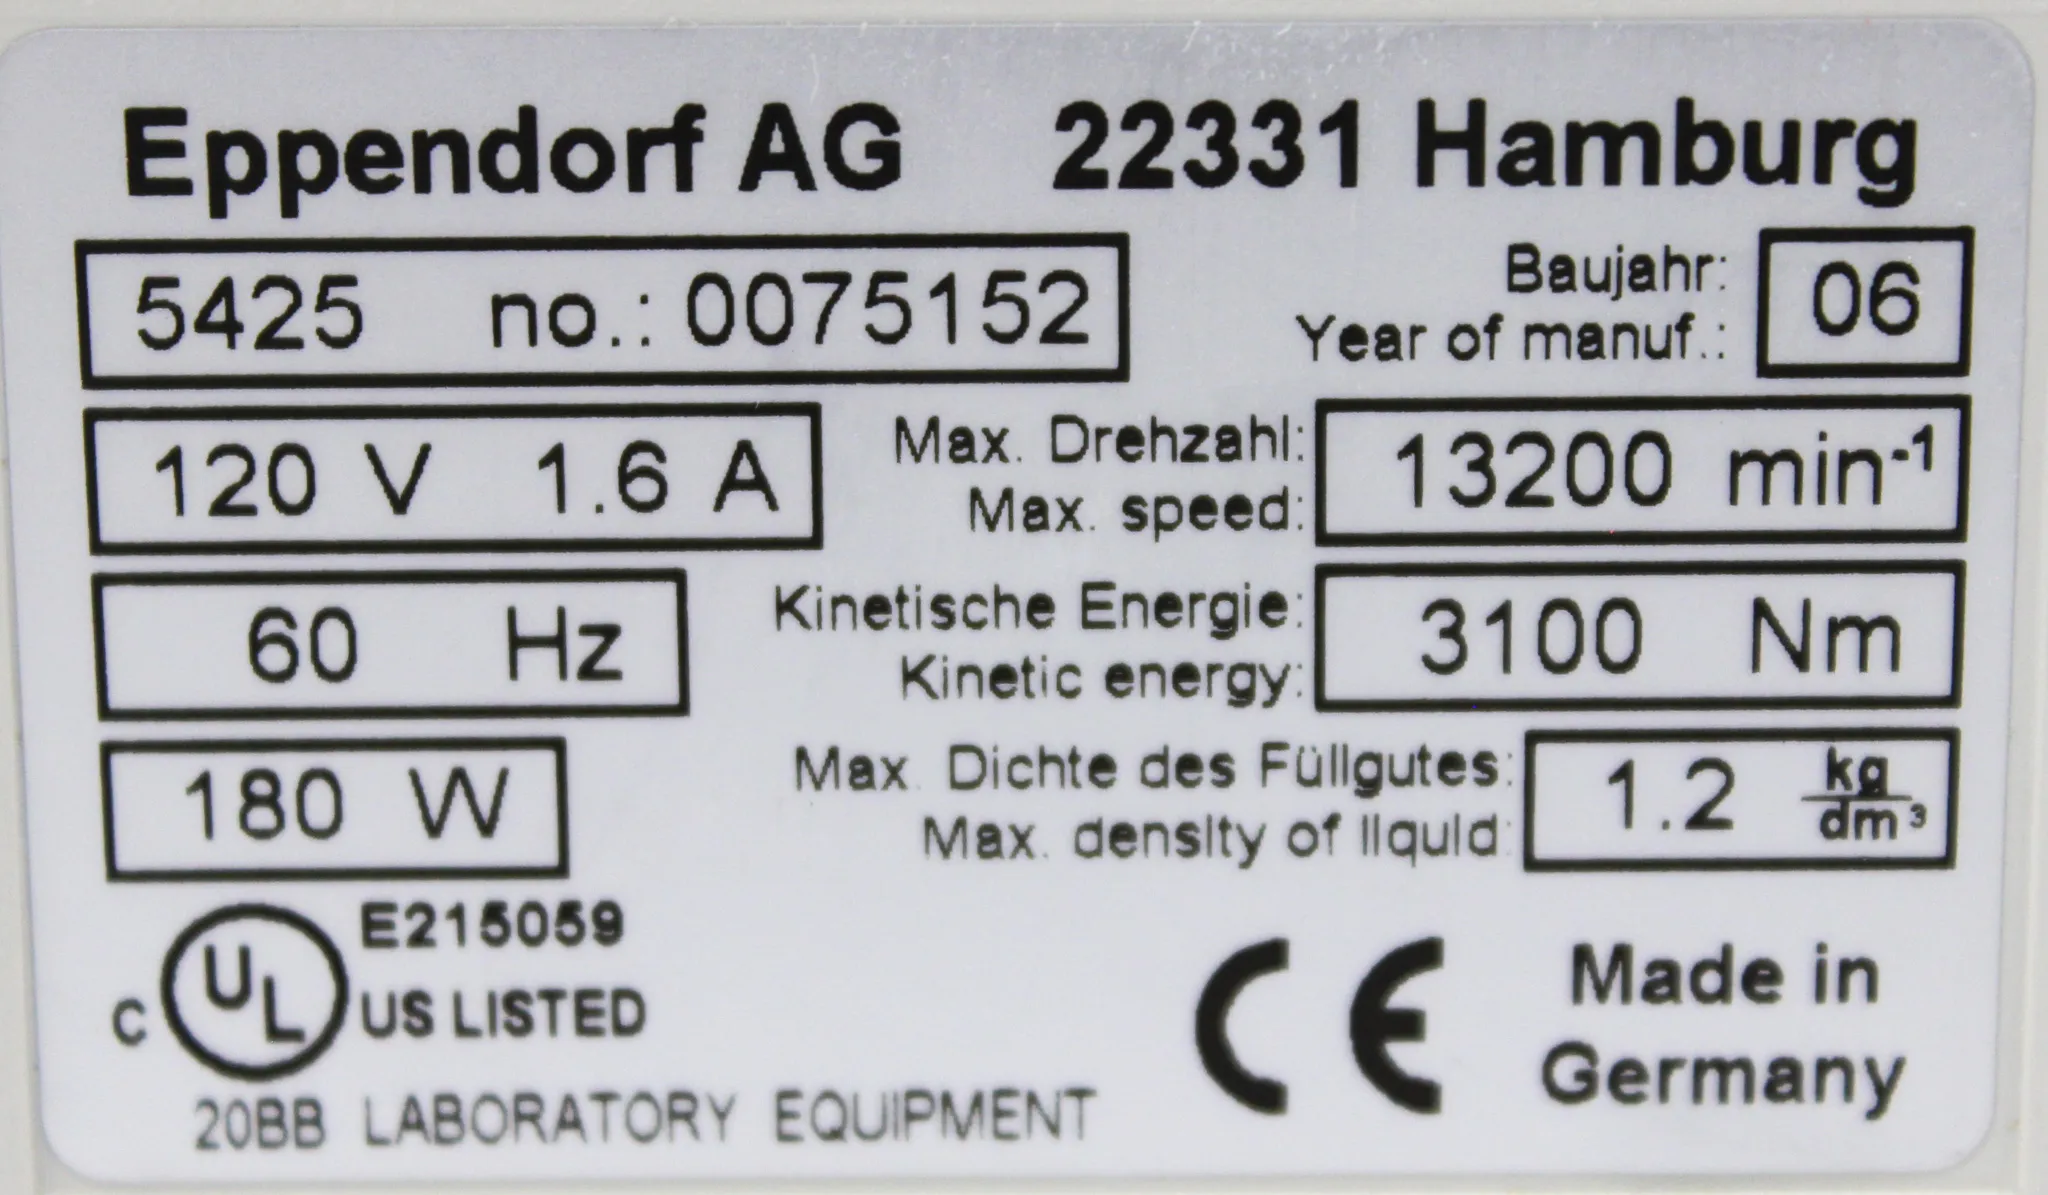 Eppendorf AG 22331 Hamburg
5425 no.: 0075152
Baujahr:
Year of manuf.:
06
120 V 1.6 A
Max. Drehzahl:
Max. speed:
13200 min⁻¹
60 Hz
Kinetische Energie:
Kinetic energy:
3100 Nm
180 W
Max. Dichte des Füllgutes:
Max. density of liquid:
1.2 kg/dm³
C UL US LISTED
E215059
20BB LABORATORY EQUIPMENT
CE
Made in
Germany